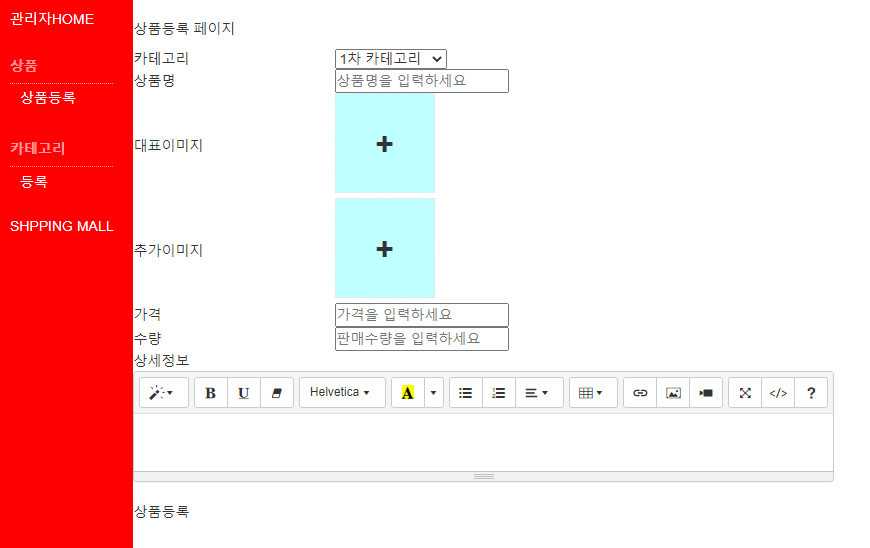 관리자HOME
상품
상품등록
카테고리
등록
SHPPING MALL
상품등록 페이지
카테고리 1차 카테고리
상품명 상품명을 입력하세요
대표이미지
추가이미지
가격 가격을 입력하세요
수량 판매수량을 입력하세요
상세정보
B U Helvetica A </> ?
상품등록